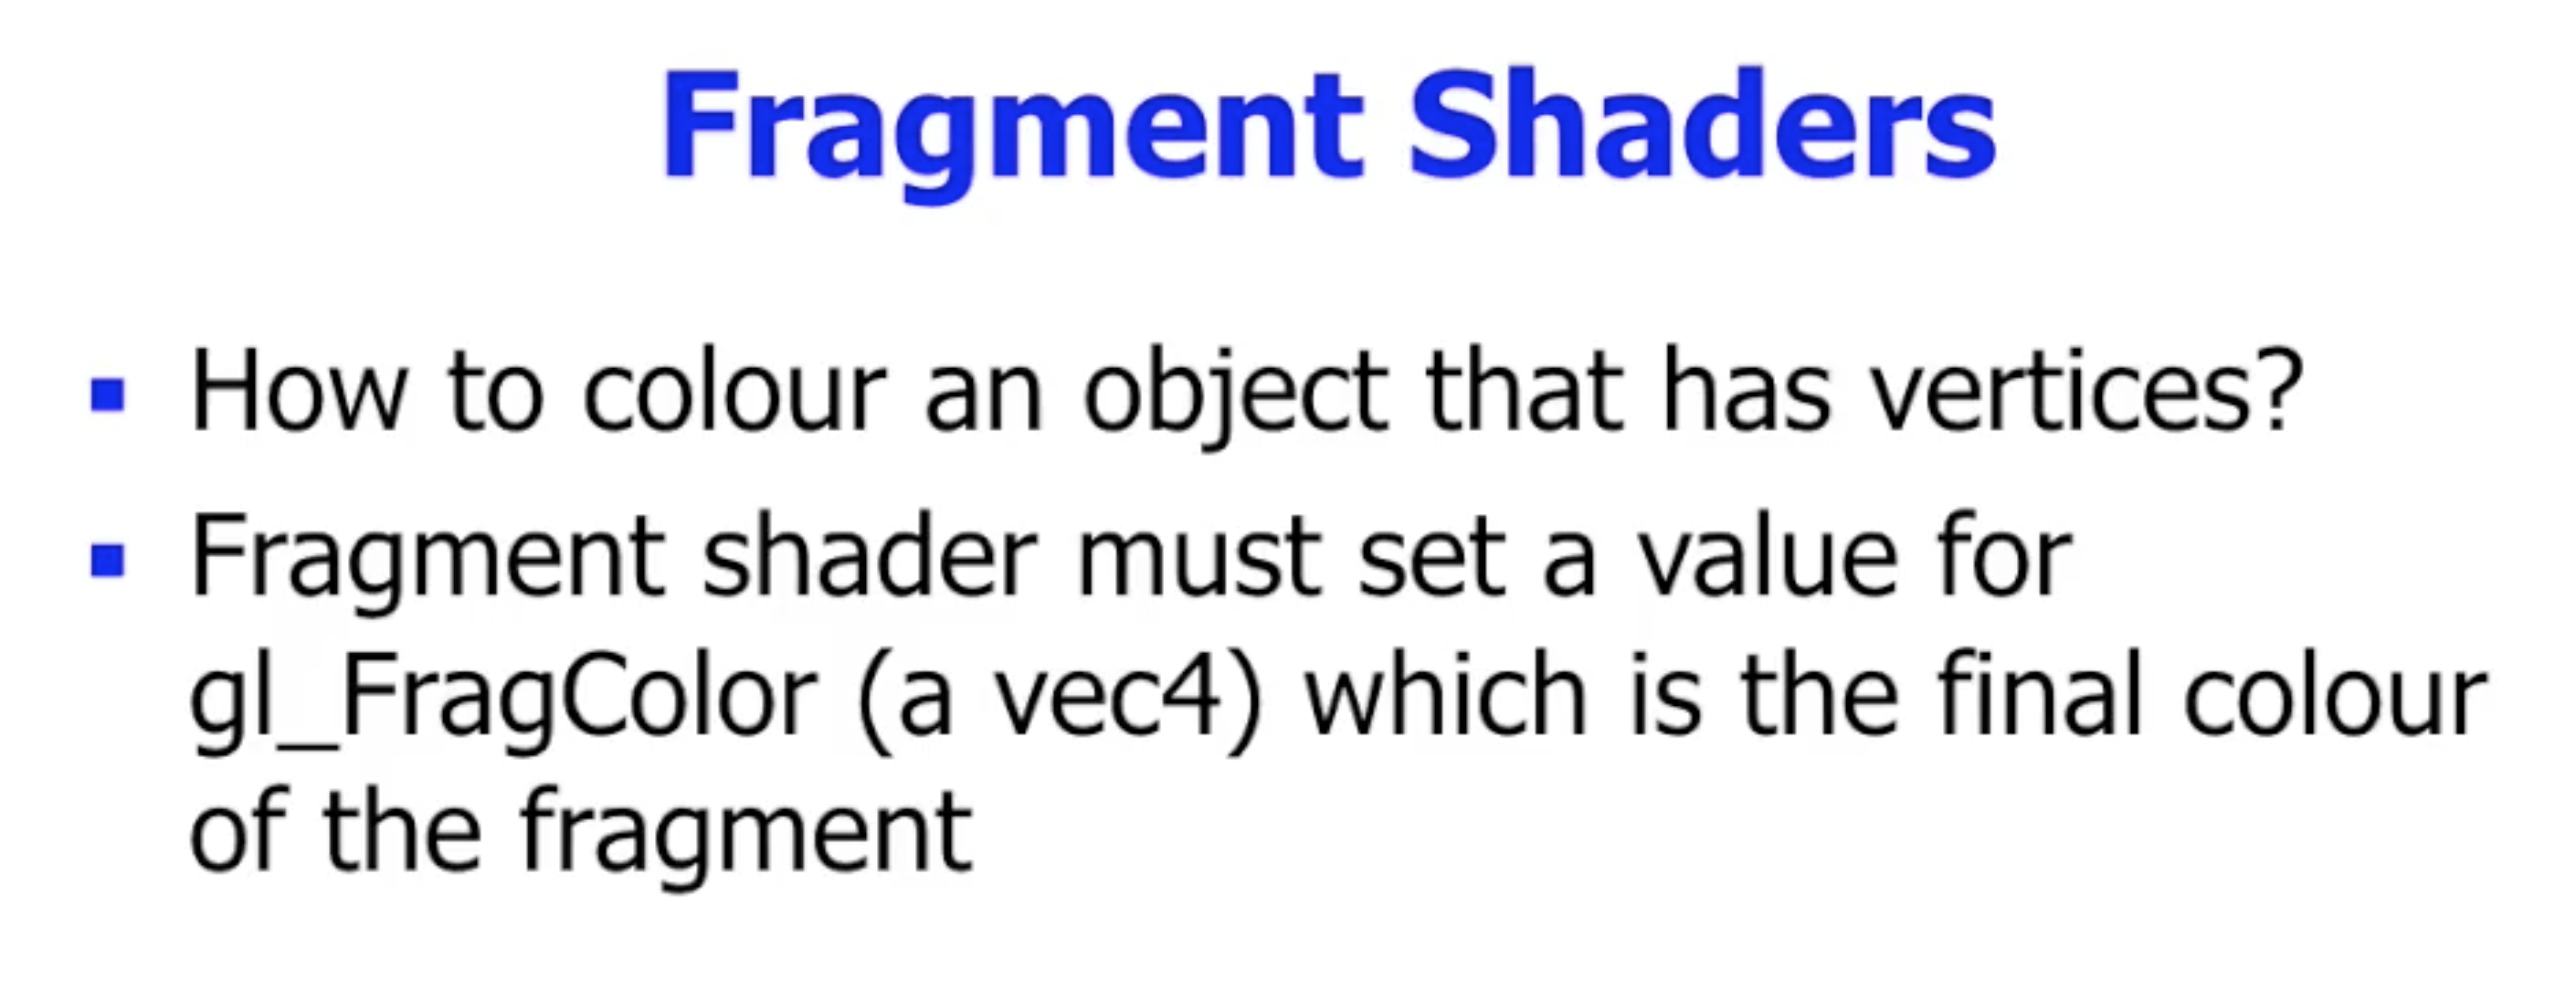 Fragment Shaders
▪ How to colour an object that has vertices?
▪ Fragment shader must set a value for
gl_FragColor (a vec4) which is the final colour
of the fragment